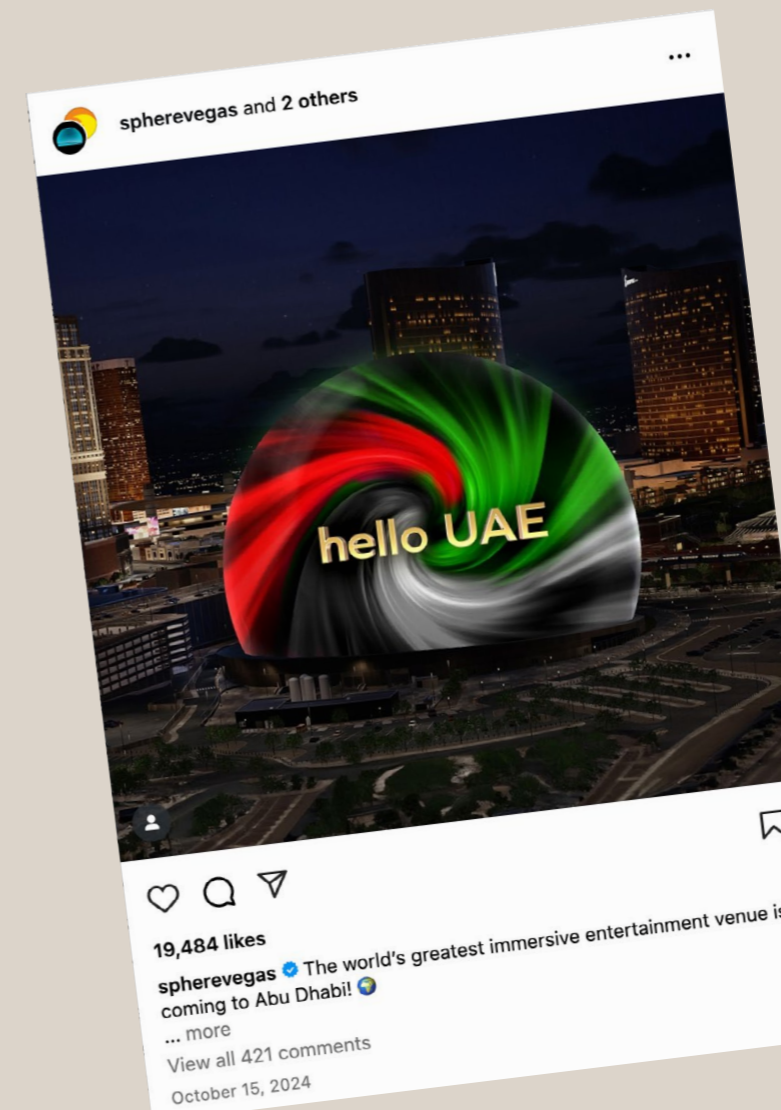 spherevegas and 2 others
hello UAE
19,484 likes
spherevegas The world's greatest immersive entertainment venue is
coming to Abu Dhabi! 🌍
... more
View all 421 comments
October 15, 2024